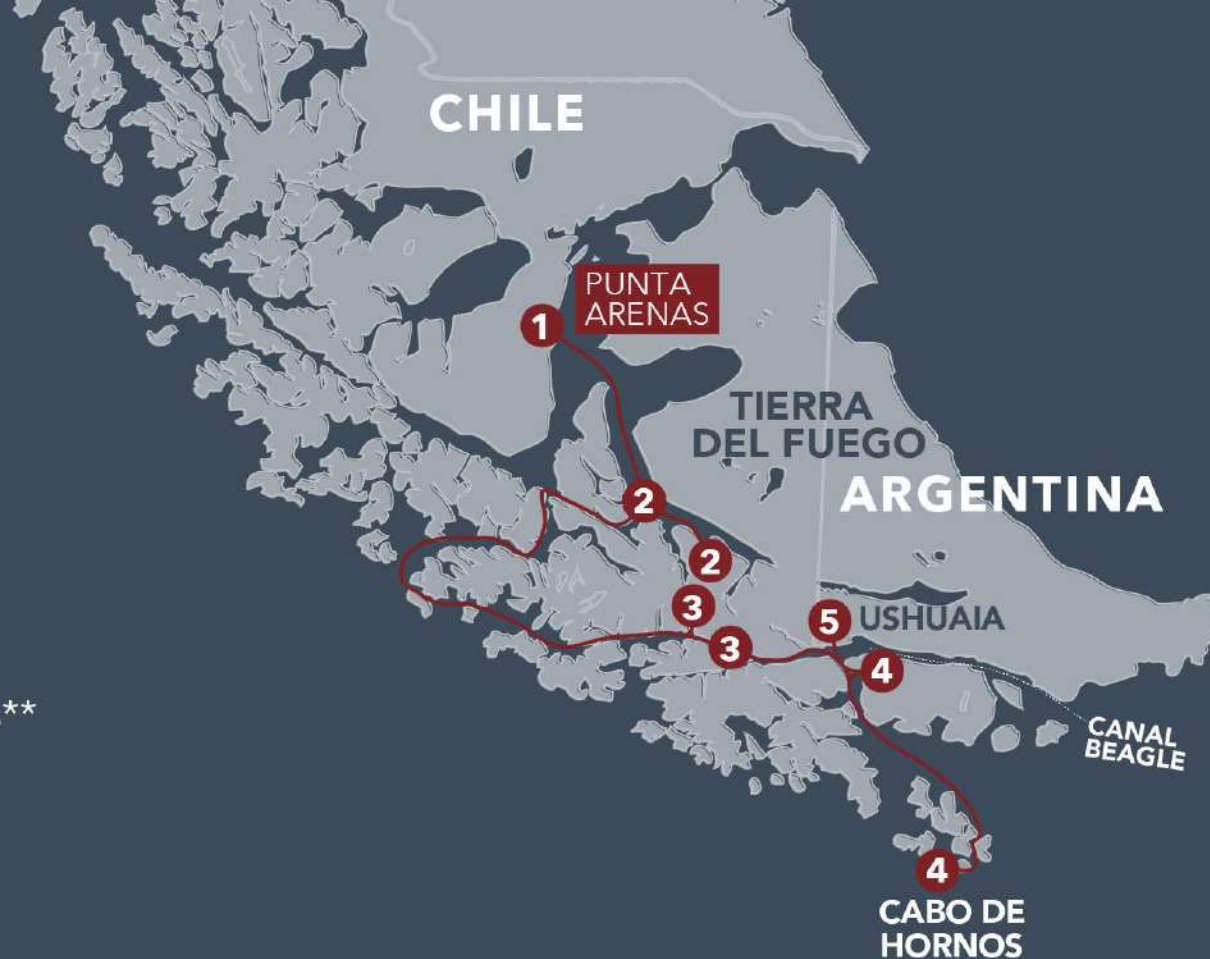 CHILE
PUNTA
ARENAS
1
TIERRA
DEL FUEGO
ARGENTINA
2
2
3
3
5 USHUAIA
4
**
CANAL
BEAGLE
4
CABO DE
HORNOS